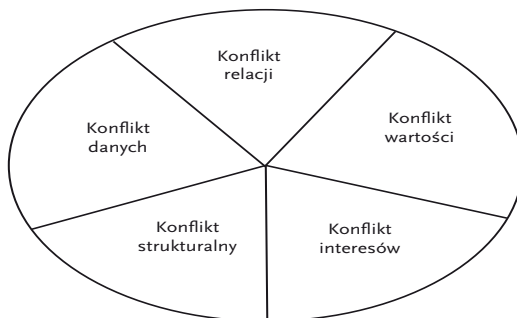 Konflikt
relacji
Konflikt
wartości
Konflikt
danych
Konflikt
strukturalny
Konflikt
interesów